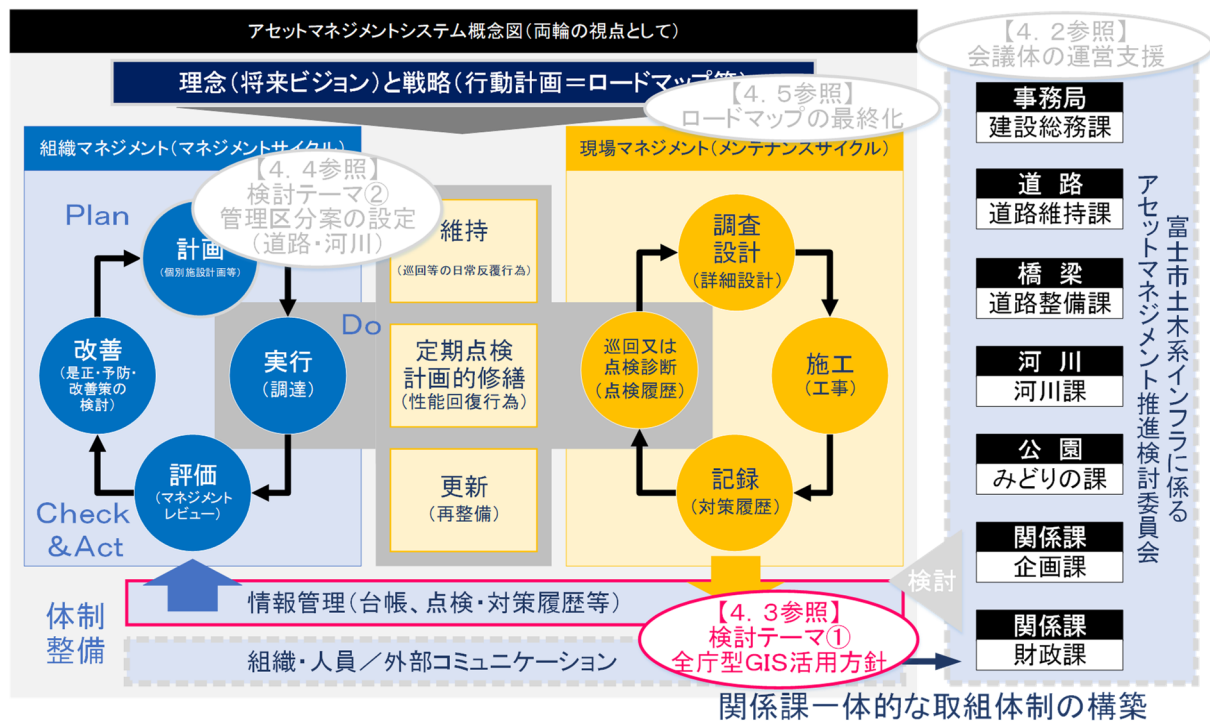 アセットマネジメントシステム概念図(両輪の視点として)
理念(将来ビジョン)と戦略(行動計画=ロードマップ等)
【4.5参照】
ロードマップの最終化
組織マネジメント(マネジメントサイクル)
【4.4参照】
検討テーマ②
管理区分案の設定
(道路・河川)
Plan
計画
(個別施設計画等)
Do
実行
(調達)
改善
(是正・予防・
改善策の
検討)
評価
(マネジメント
レビュー)
Check
&Act
維持
(巡回等の日常反覆行為)
定期点検
計画的修繕
(性能回復行為)
更新
(再整備)
現場マネジメント(メンテナンスサイクル)
調査
設計
(詳細設計)
巡回又は
点検診断
(点検履歴)
施工
(工事)
記録
(対策履歴)
体制
整備
情報管理(台帳、点検・対策履歴等)
組織・人員/外部コミュニケーション
【4.3参照】
検討テーマ①
全庁型GIS活用方針
検討
【4.2参照】
会議体の運営支援
事務局
建設総務課
道 路
道路維持課
橋 梁
道路整備課
河 川
河川課
公 園
みどりの課
関係課
企画課
関係課
財政課
富士市土木系インフラに係る
アセットマネジメント推進検討委員会
関係課一体的な取組体制の構築